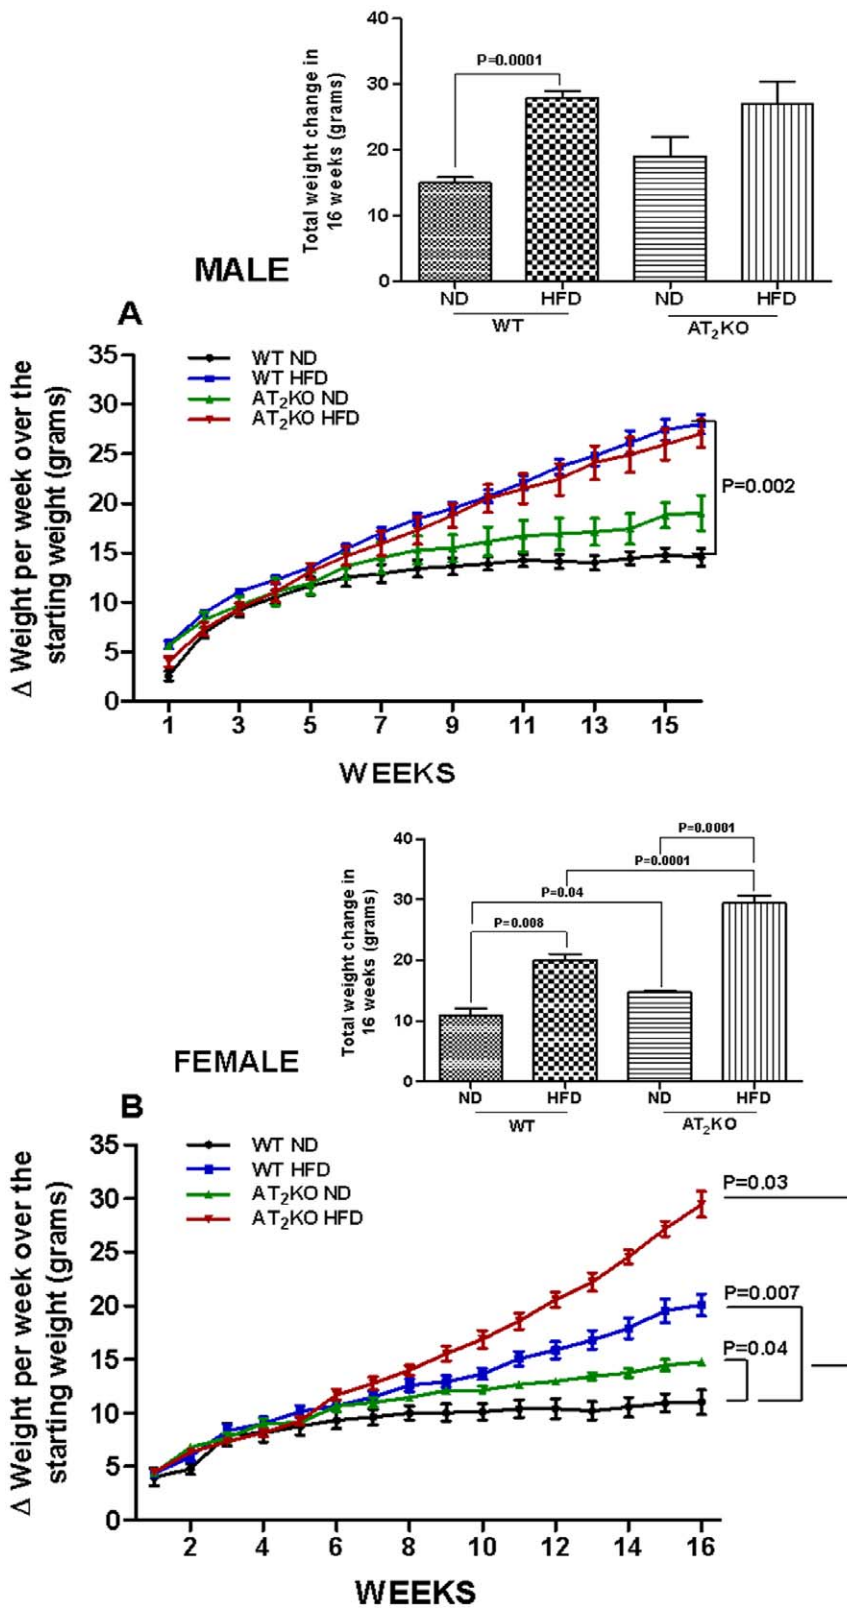 40
30
20
10
0
Total weight change in
16 weeks (grams)
P=0.0001
ND HFD ND HFD
WT AT₂KO
MALE
A
WT ND
WT HFD
AT₂KO ND
AT₂KO HFD
35
30
25
20
15
10
5
0
Δ Weight per week over the
starting weight (grams)
P=0.002
1 3 5 7 9 11 13 15
WEEKS
40
30
20
10
0
Total weight change in
16 weeks (grams)
P=0.0001
P=0.0001
P=0.04
P=0.008
ND HFD ND HFD
WT AT₂KO
FEMALE
B
WT ND
WT HFD
AT₂KO ND
AT₂KO HFD
35
30
25
20
15
10
5
0
Δ Weight per week over the
starting weight (grams)
P=0.03
P=0.007
P=0.04
2 4 6 8 10 12 14 16
WEEKS